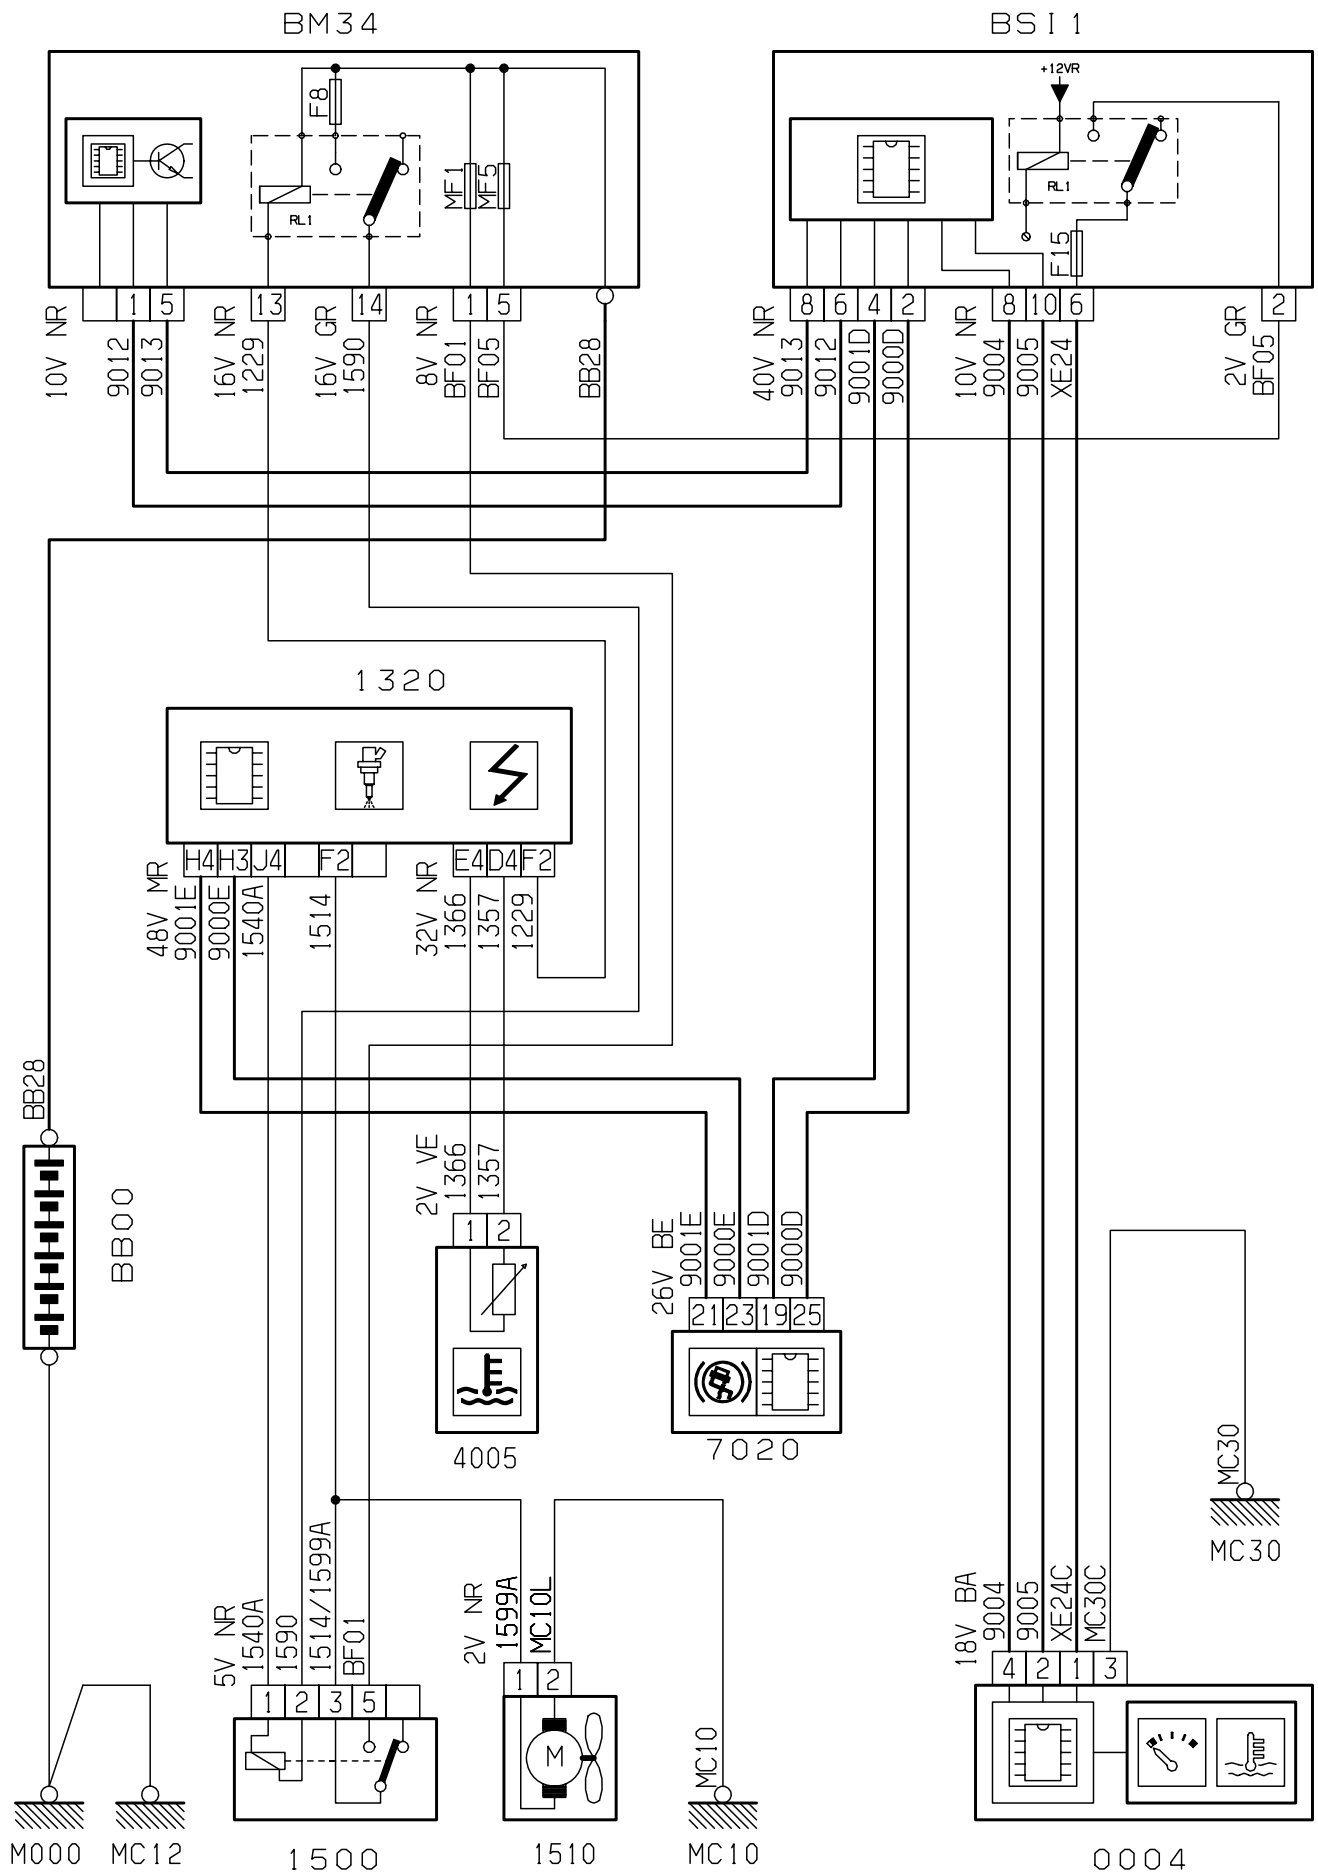 BM34
BSI1
+12VR
F8
MF1
MF5
RL1
RL1
F15
1 5 13 14 1 5
8 6 4 2 8 10 6 2
10V NR
9012
9013
16V NR
1229
16V GR
1590
8V NR
BF01
BF05
BB28
40V NR
9013
9012
9001D
9000D
10V NR
9004
9005
XE24
2V GR
BF05
1320
H4 H3 J4 F2 E4 D4 F2
48V MR
9001E
9000E
1540A
1514
32V NR
1366
1357
1229
BB28
BB00
2V VE
1366
1357
1 2
4005
26V BE
9001E
9000E
9001D
9000D
21 23 19 25
7020
MC30
MC30
5V NR
1540A
1590
1514/1599A
BF01
1 2 3 5
1500
2V NR
1599A
MC10L
1 2
M
1510
MC10
MC10
18V BA
9004
9005
XE24C
MC30C
4 2 1 3
0004
M000
MC12